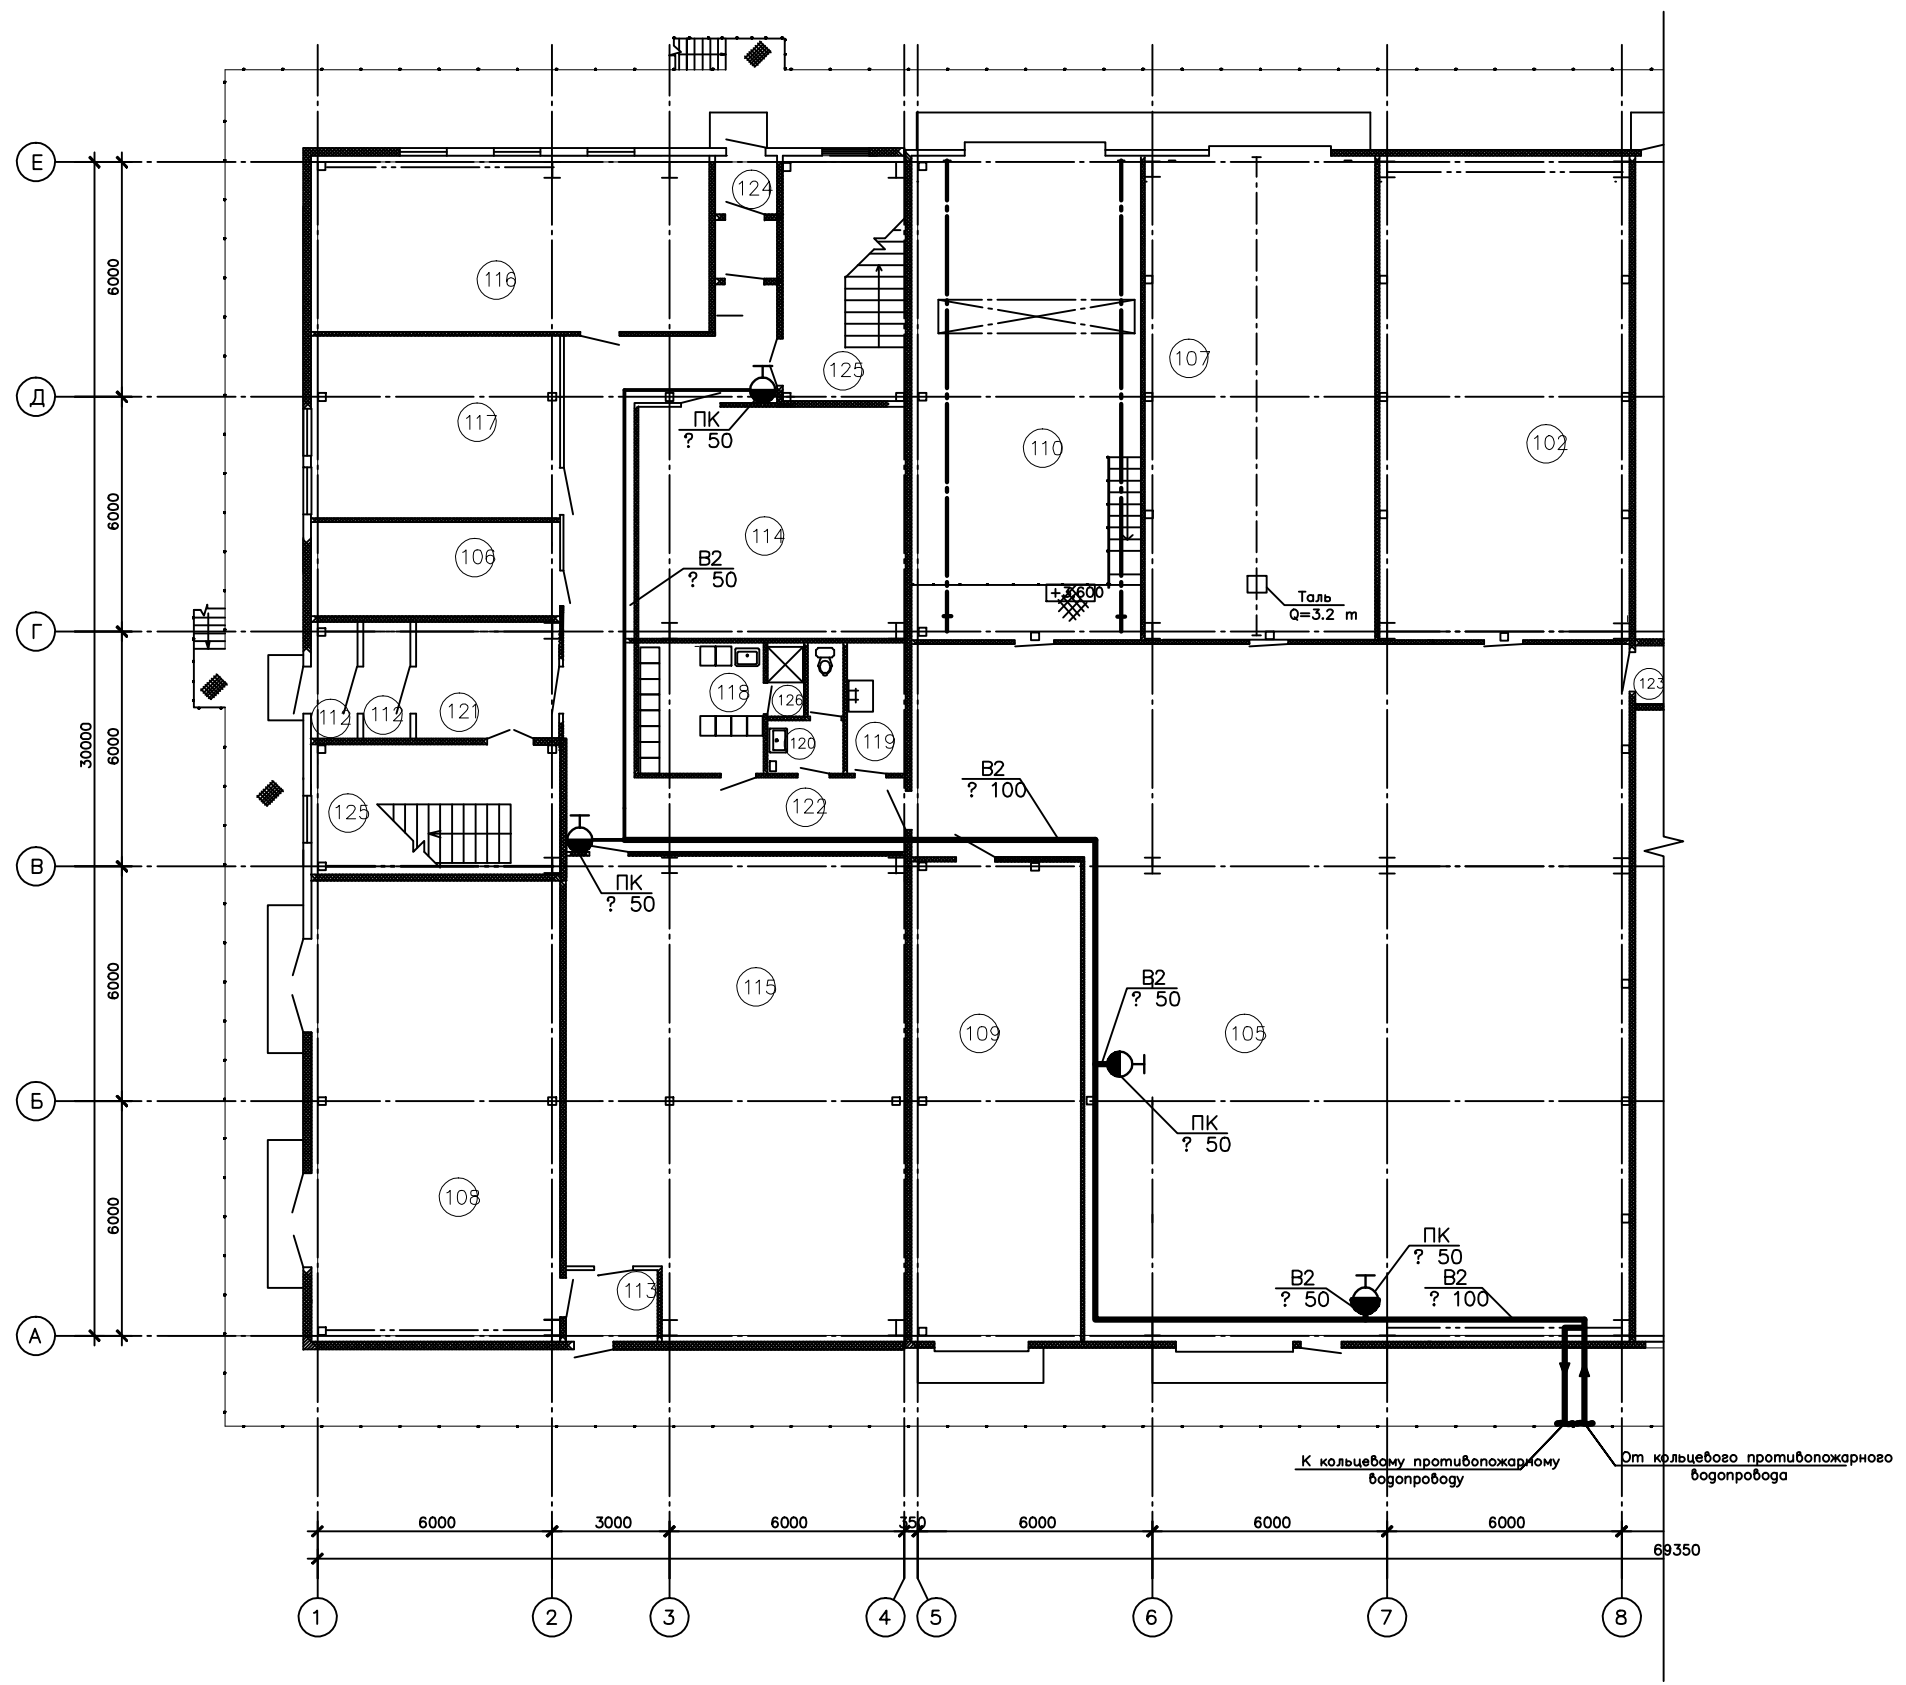 Е
124
6000
116
107
125
Д
ПК
? 50
117
110
102
114
6000
106
В2
? 50
+3.600
Таль
Q=3.2 m
Г
118
126
123
112
112
121
120
119
30000
6000
В2
? 100
125
122
В
ПК
? 50
6000
115
В2
? 50
109
105
Б
ПК
? 50
108
6000
ПК
? 50
113
В2
? 50
В2
? 100
А
К кольцевому противопожарному
водопроводу
От кольцевого противопожарного
водопровода
6000
3000
6000
350
6000
6000
6000
69350
1
2
3
4
5
6
7
8